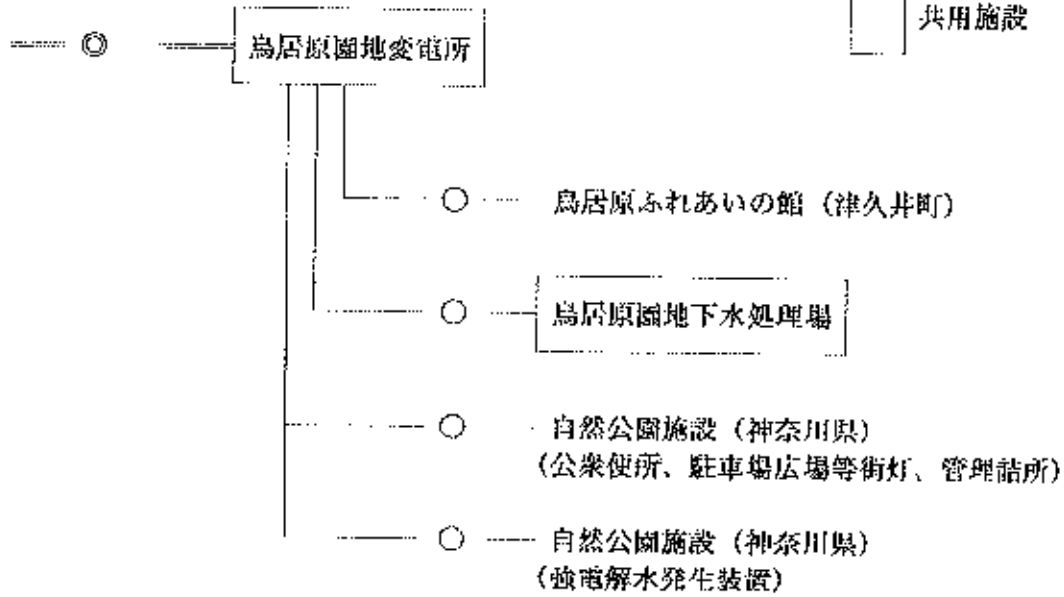 共用施設
鳥居原園地変電所
鳥居原ふれあいの館（津久井町）
鳥居原園地下水処理場
自然公園施設（神奈川県）
（公衆便所、駐車場広場等街灯、管理詰所）
自然公園施設（神奈川県）
（強電解水発生装置）